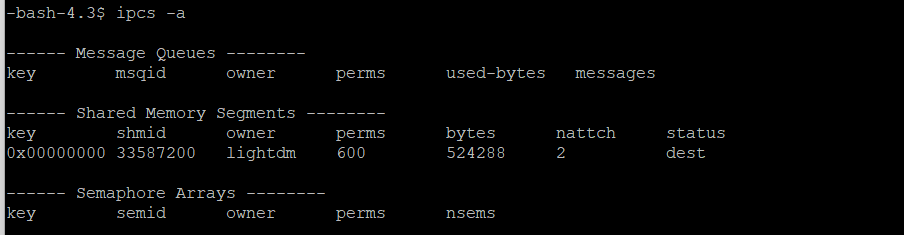 -bash-4.3$ ipcs -a
------ Message Queues --------
key        msqid      owner      perms      used-bytes   messages
------ Shared Memory Segments --------
key        shmid      owner      perms      bytes      nattch     status
0x00000000 33587200   lightdm    600        524288     2          dest
------ Semaphore Arrays --------
key        semid      owner      perms      nsems